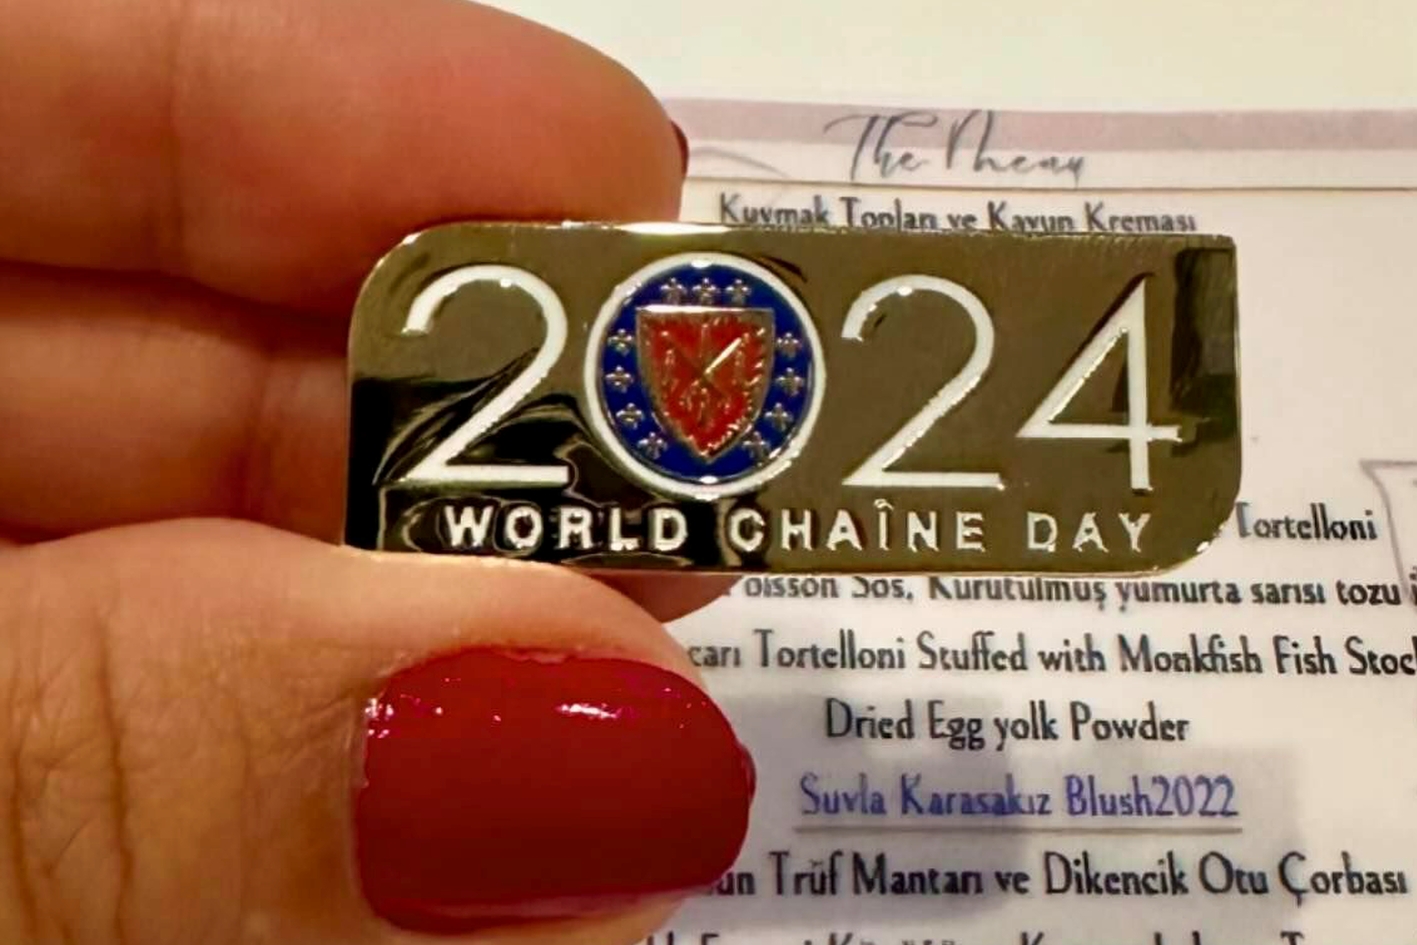 The Menu
Kuymak Topları ve Kavun Kreması
2024
WORLD CHAÎNE DAY
Tortelloni
Poisson Sos, Kurutulmuş yumurta sarısı tozu
Tortelloni Stuffed with Monkfish Fish Stock
Dried Egg yolk Powder
Suvla Karasakız Blush2022
Trüf Mantarı ve Dikencik Otu Çorbası